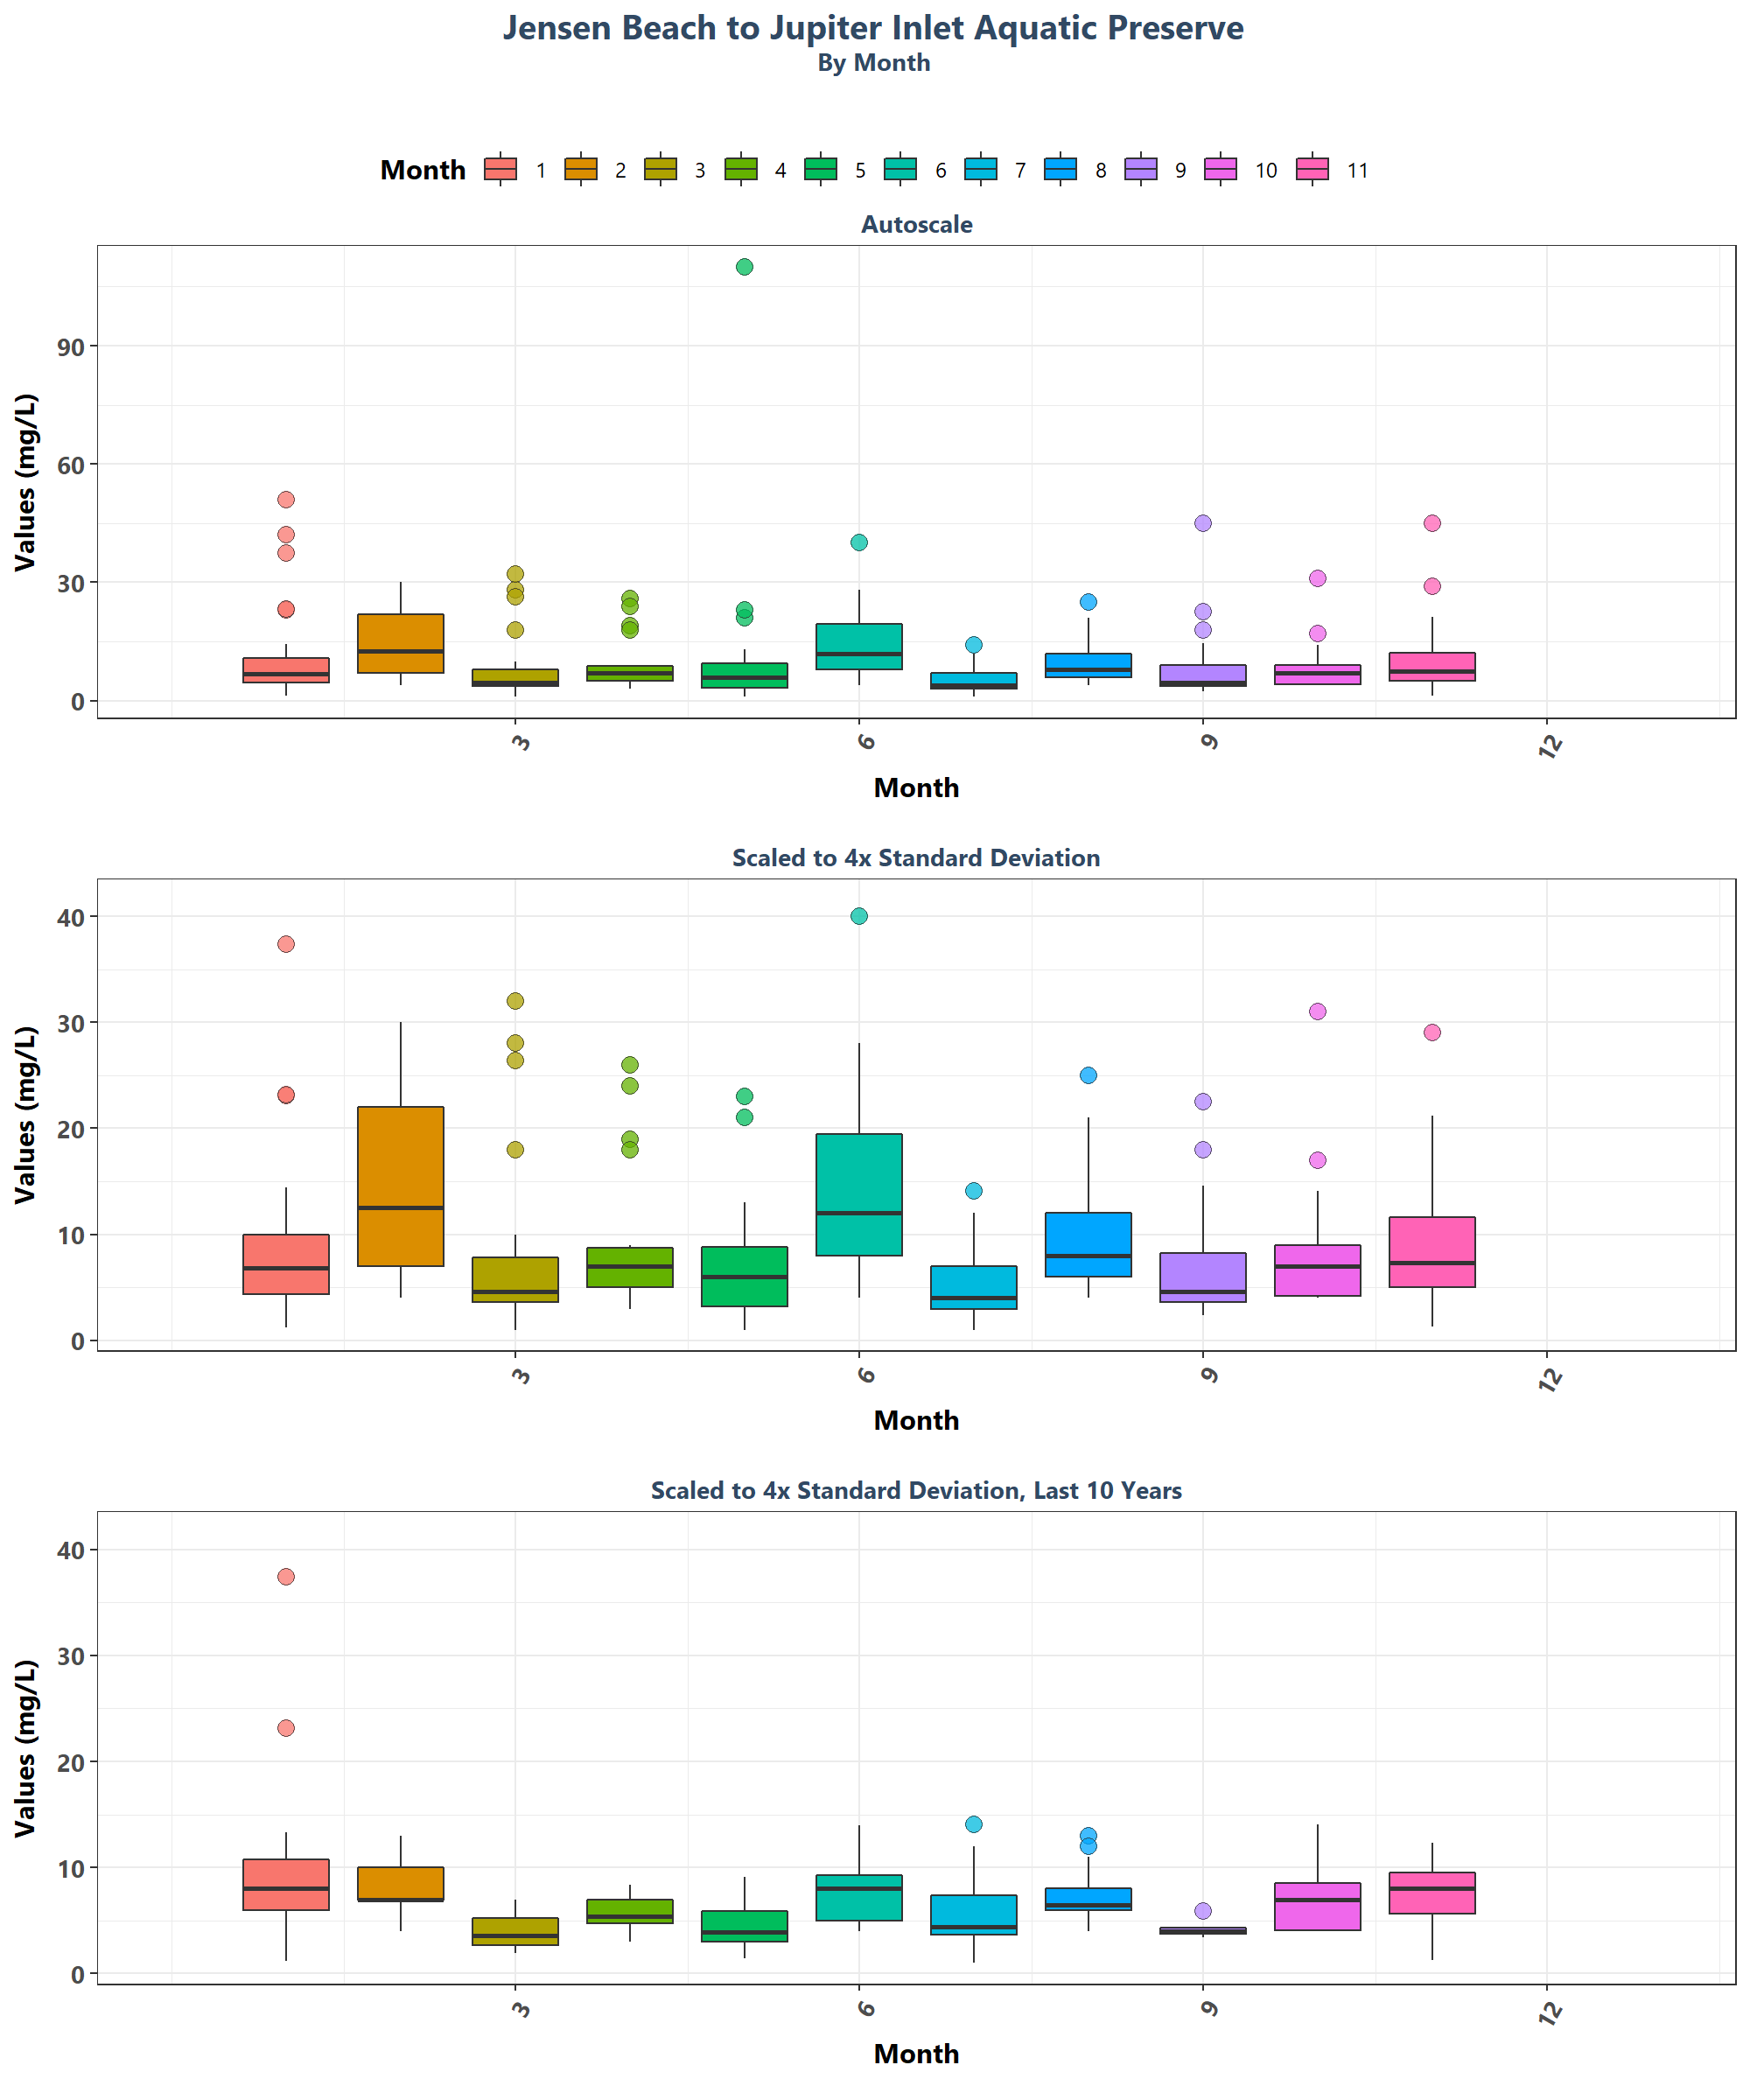 Jensen Beach to Jupiter Inlet Aquatic Preserve
By Month
Month 1 2 3 4 5 6 7 8 9 10 11
Autoscale
Values (mg/L)
90
60
30
0
3 6 9 12
Month
Scaled to 4x Standard Deviation
Values (mg/L)
40
30
20
10
0
3 6 9 12
Month
Scaled to 4x Standard Deviation, Last 10 Years
Values (mg/L)
40
30
20
10
0
3 6 9 12
Month